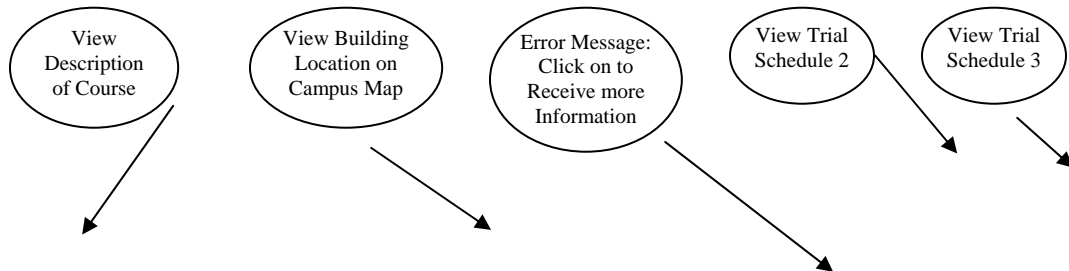 View
Description
of Course
View Building
Location on
Campus Map
Error Message:
Click on to
Receive more
Information
View Trial
Schedule 2
View Trial
Schedule 3